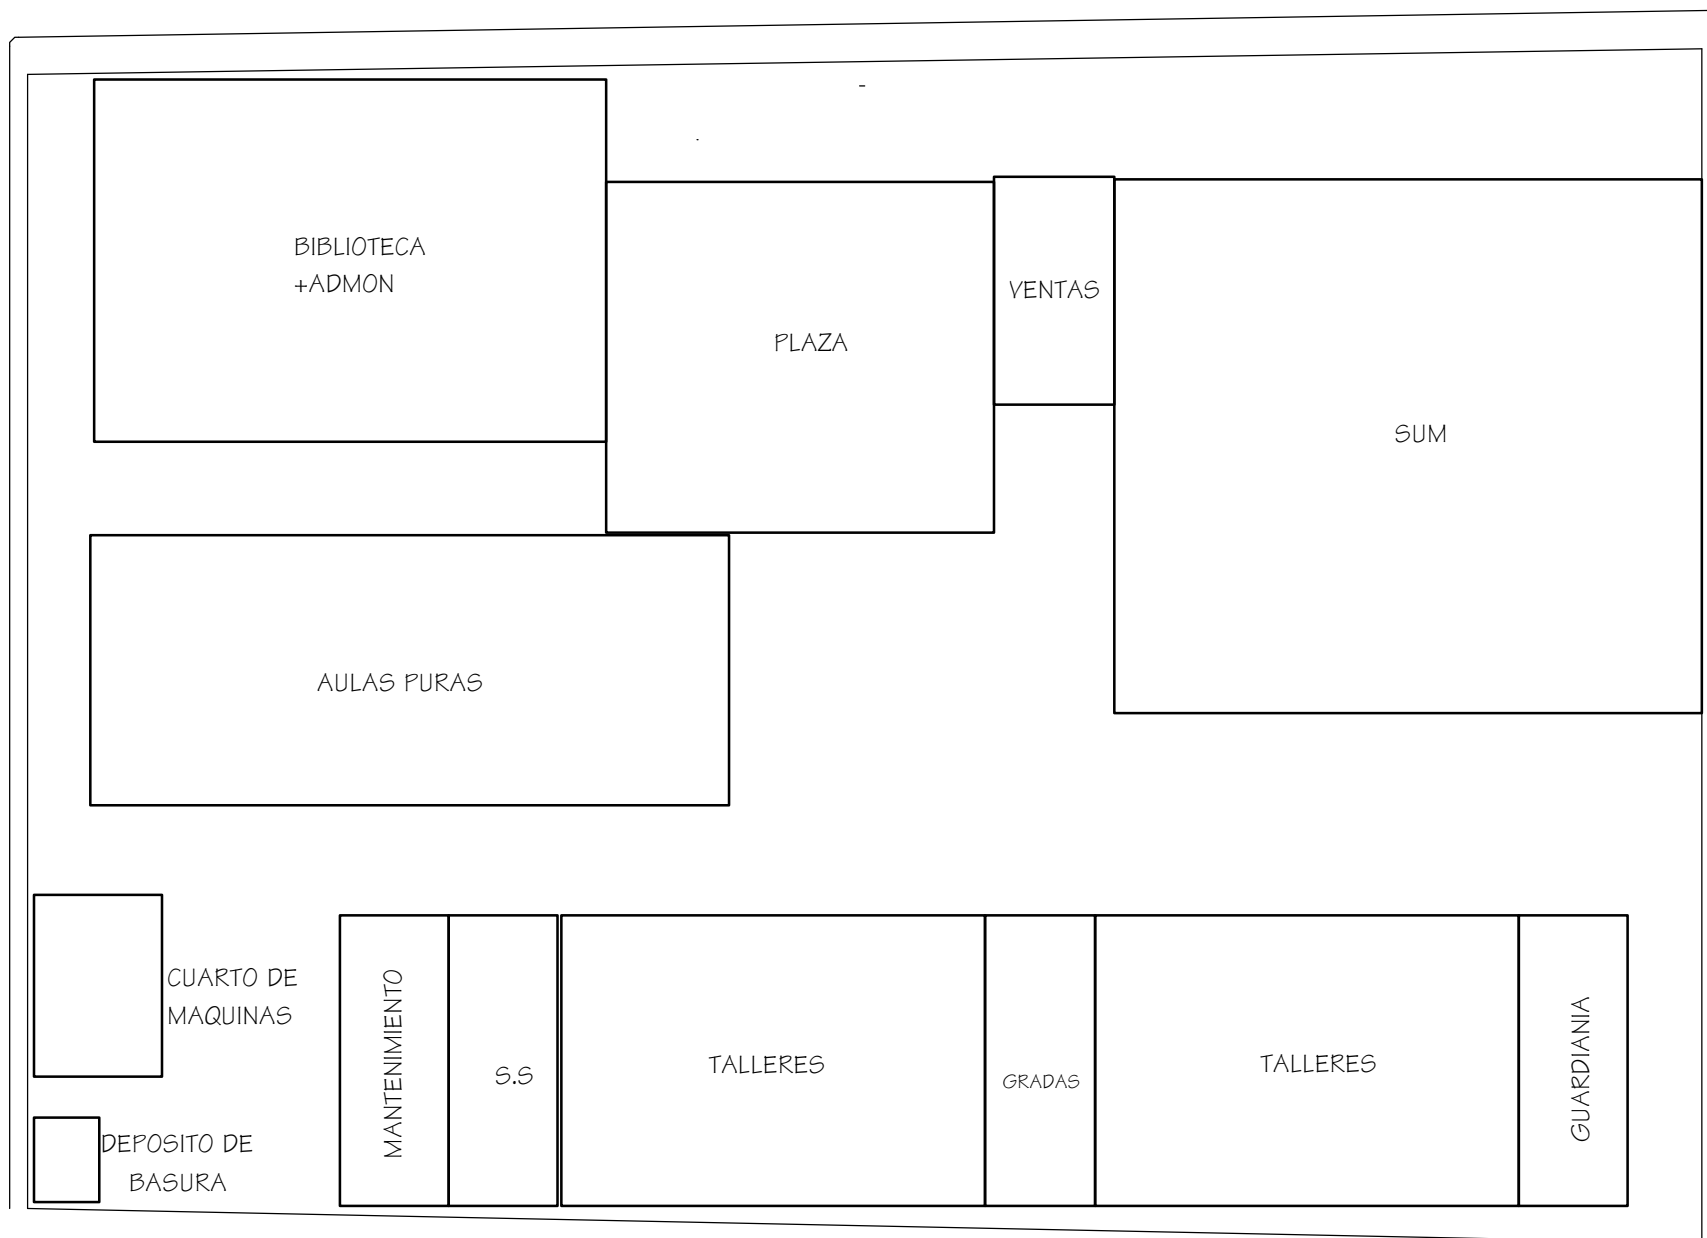 BIBLIOTECA
+ADMON
PLAZA
VENTAS
SUM
AULAS PURAS
CUARTO DE
MAQUINAS
DEPOSITO DE
BASURA
MANTENIMIENTO
S.S
TALLERES
GRADAS
TALLERES
GUARDIANIA